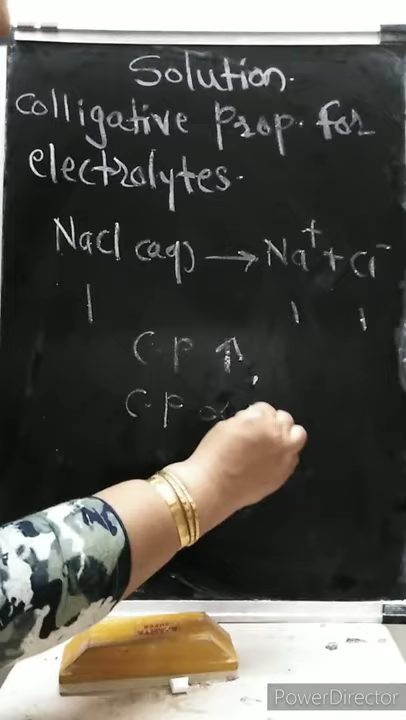 Solution.
Colligative Prop. for
electrolytes.
NaCl (aq) → Na⁺ + Cl⁻
1 1 1
C.P ↑
C.P ∝
PowerDirector